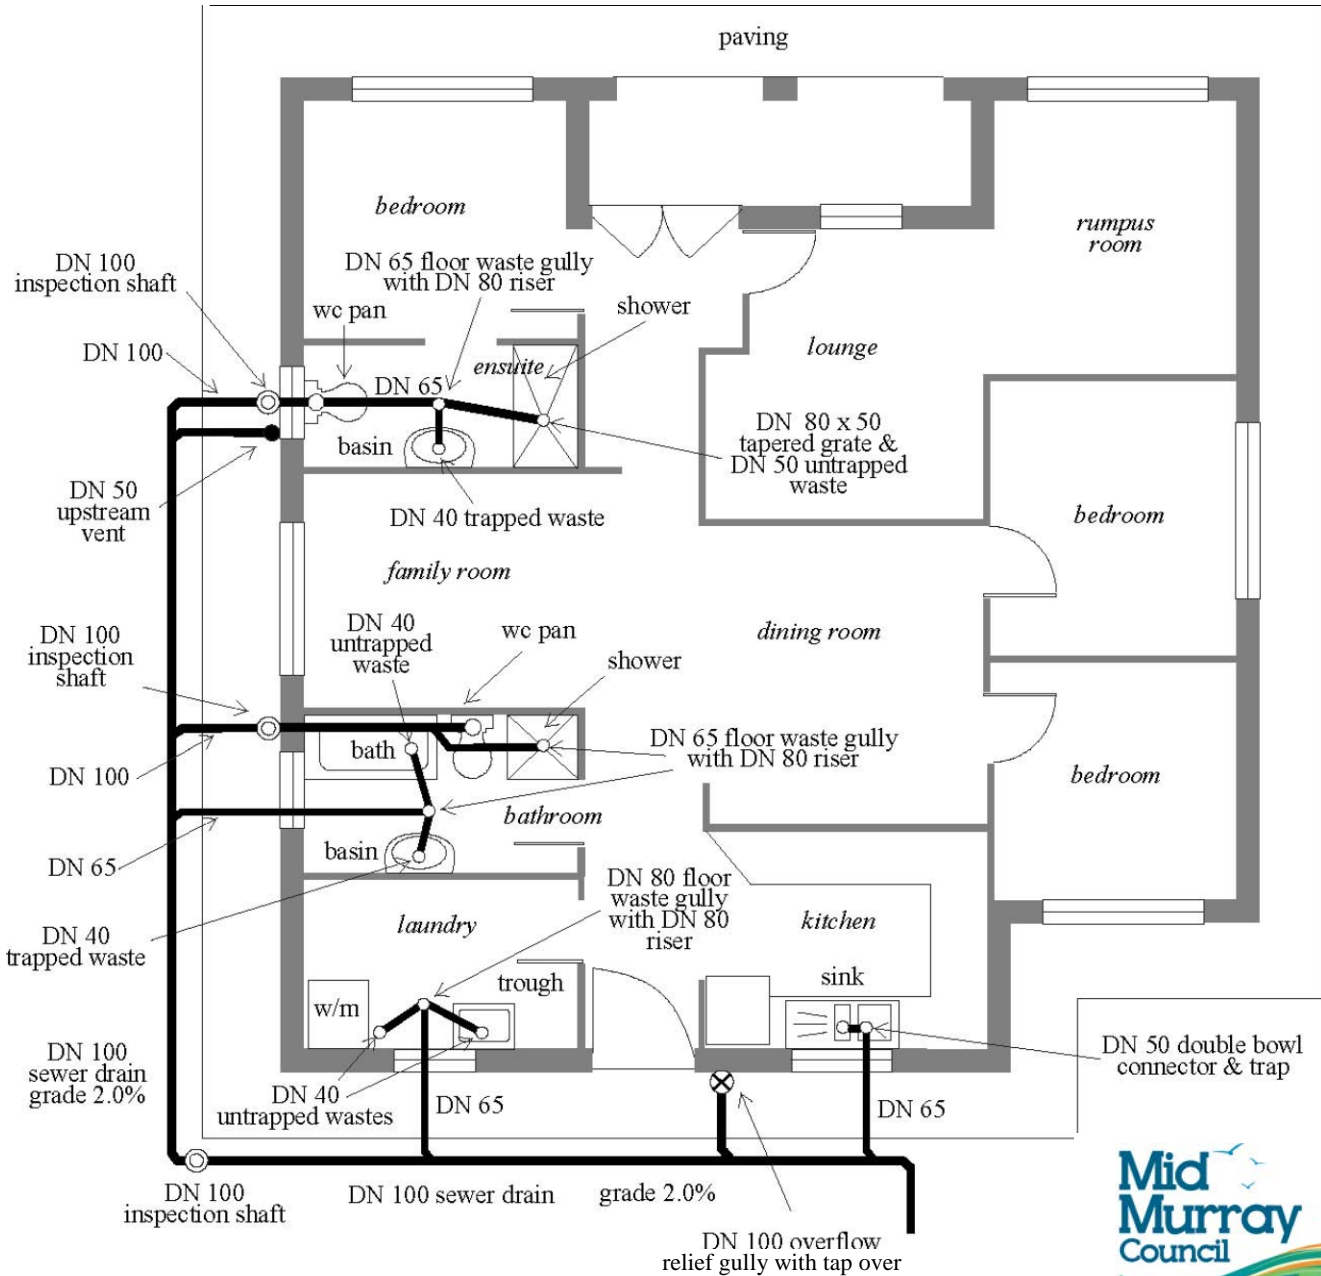 paving
bedroom
rumpus
room
DN 100
inspection shaft
DN 65 floor waste gully
with DN 80 riser
wc pan
shower
DN 100
lounge
ensuite
DN 65
basin
DN 80 x 50
tapered grate &
DN 50 untrapped
waste
DN 50
upstream
vent
DN 40 trapped waste
bedroom
family room
DN 40
untrapped
waste
wc pan
dining room
DN 100
inspection
shaft
shower
bath
DN 65 floor waste gully
with DN 80 riser
DN 100
bedroom
bathroom
basin
DN 65
DN 80 floor
waste gully
with DN 80
riser
laundry
kitchen
DN 40
trapped waste
trough
sink
w/m
DN 100
sewer drain
grade 2.0%
DN 50 double bowl
connector & trap
DN 40
untrapped wastes
DN 65
DN 65
DN 100
inspection shaft
DN 100 sewer drain
grade 2.0%
DN 100 overflow
relief gully with tap over
Mid
Murray
Council